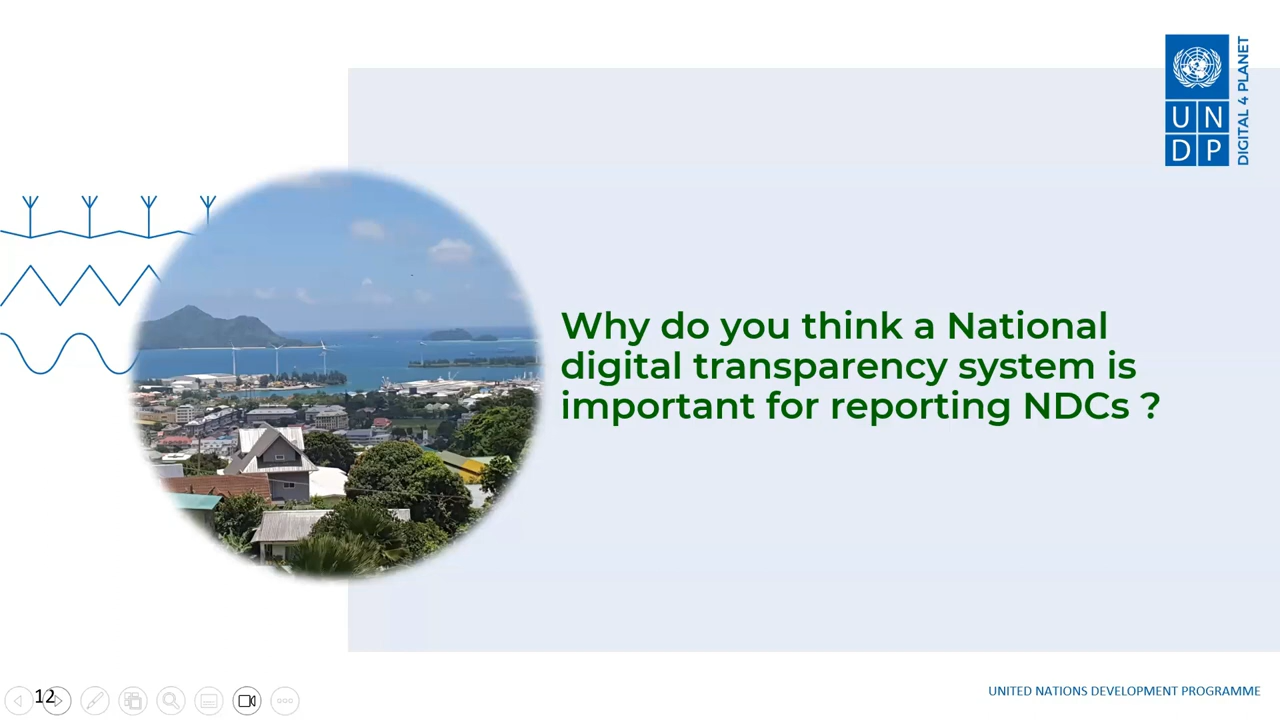 UN
DP
DIGITAL 4 PLANET
Why do you think a National
digital transparency system is
important for reporting NDCs ?
12
UNITED NATIONS DEVELOPMENT PROGRAMME